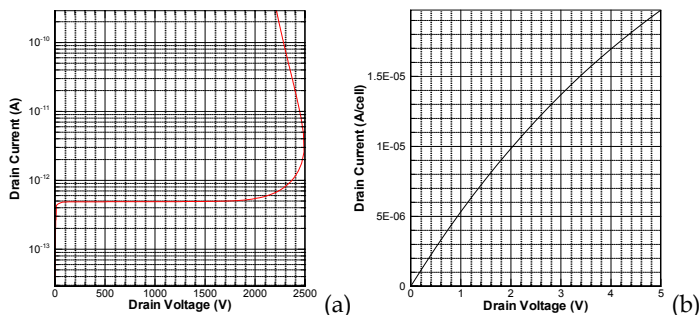 Drain Current (A)
10⁻¹⁰
10⁻¹¹
10⁻¹²
10⁻¹³
0 500 1000 1500 2000 2500
Drain Voltage (V)
(a)
Drain Current (A/cell)
1.5E-05
1E-05
5E-06
0
0 1 2 3 4 5
Drain Voltage (V)
(b)